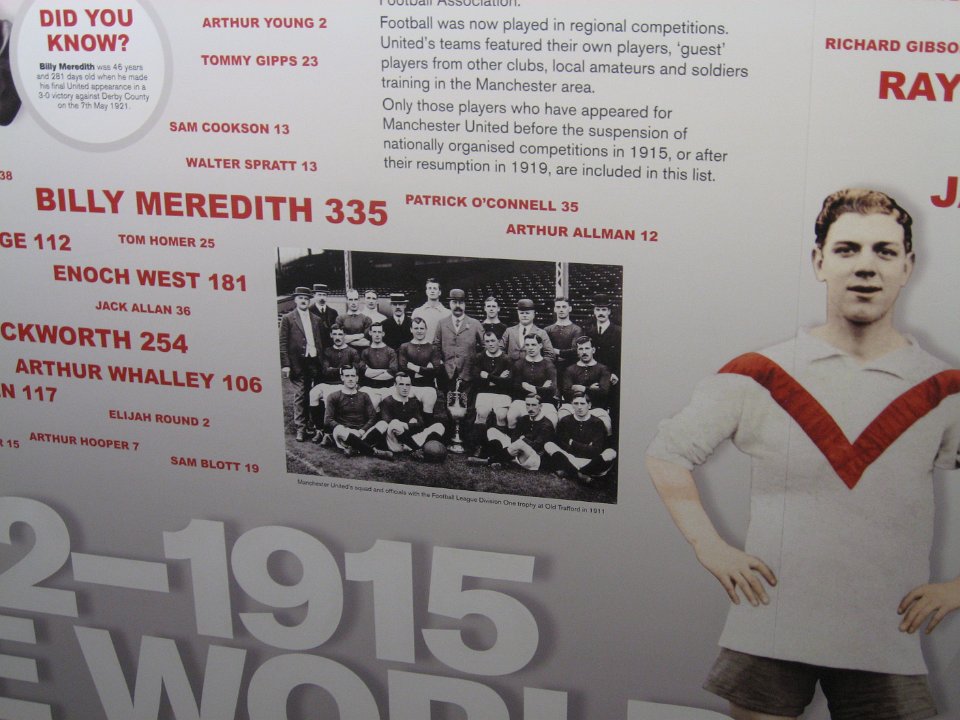 DID YOU
KNOW?
Billy Meredith was 46 years
and 281 days old when he made
his final United appearance in a
3-0 victory against Derby County
on the 7th May 1921.
ARTHUR YOUNG 2
TOMMY GIPPS 23
SAM COOKSON 13
WALTER SPRATT 13
Football Association.
Football was now played in regional competitions.
United's teams featured their own players, 'guest'
players from other clubs, local amateurs and soldiers
training in the Manchester area.
Only those players who have appeared for
Manchester United before the suspension of
nationally organised competitions in 1915, or after
their resumption in 1919, are included in this list.
RICHARD GIBSO
RAY
JA
38
BILLY MEREDITH 335
PATRICK O'CONNELL 35
ARTHUR ALLMAN 12
GE 112
TOM HOMER 25
ENOCH WEST 181
JACK ALLAN 36
CKWORTH 254
ARTHUR WHALLEY 106
N 117
ELIJAH ROUND 2
R 15
ARTHUR HOOPER 7
SAM BLOTT 19
Manchester United's squad and officials with the Football League Division One trophy at Old Trafford in 1911
2–1915
E WORL